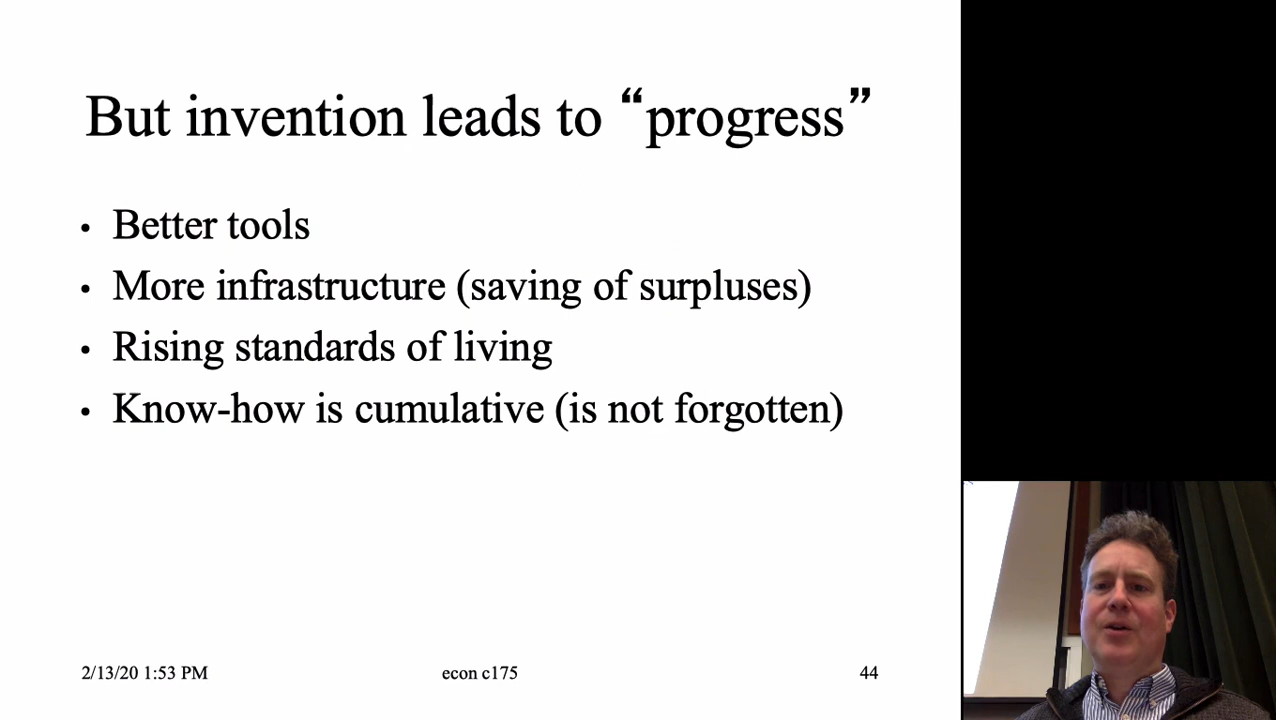 But invention leads to “progress”
• Better tools
• More infrastructure (saving of surpluses)
• Rising standards of living
• Know-how is cumulative (is not forgotten)
2/13/20 1:53 PM
econ c175
44